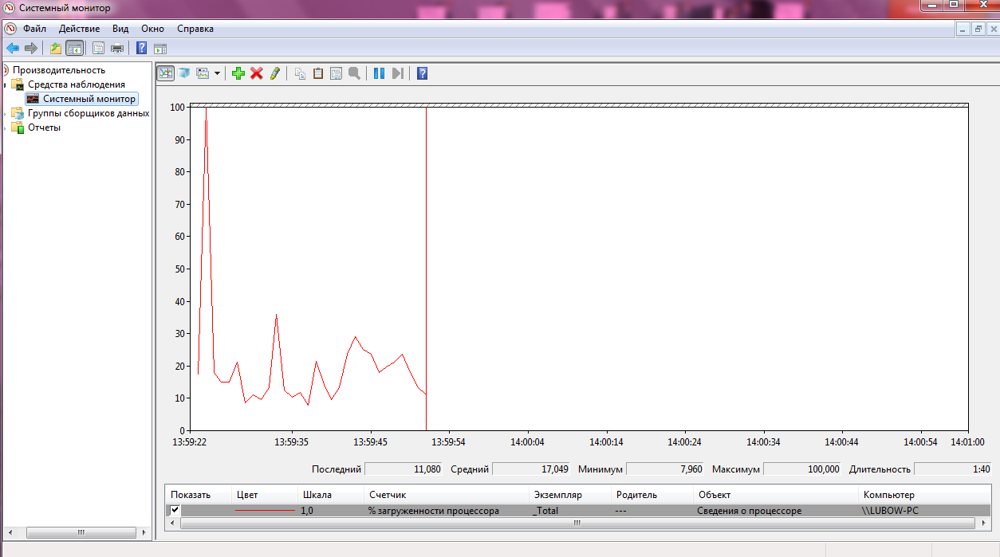 Системный монитор
Файл Действие Вид Окно Справка
Производительность
Средства наблюдения
Системный монитор
Группы сборщиков данных
Отчеты
100
90
80
70
60
50
40
30
20
10
0
13:59:22 13:59:35 13:59:45 13:59:54 14:00:04 14:00:14 14:00:24 14:00:34 14:00:44 14:00:54 14:01:00
Последний 11,080 Средний 17,049 Минимум 7,960 Максимум 100,000 Длительность 1:40
Показать Цвет Шкала Счетчик Экземпляр Родитель Объект Компьютер
1,0 % загруженности процессора _Total --- Сведения о процессоре \\LUBOW-PC